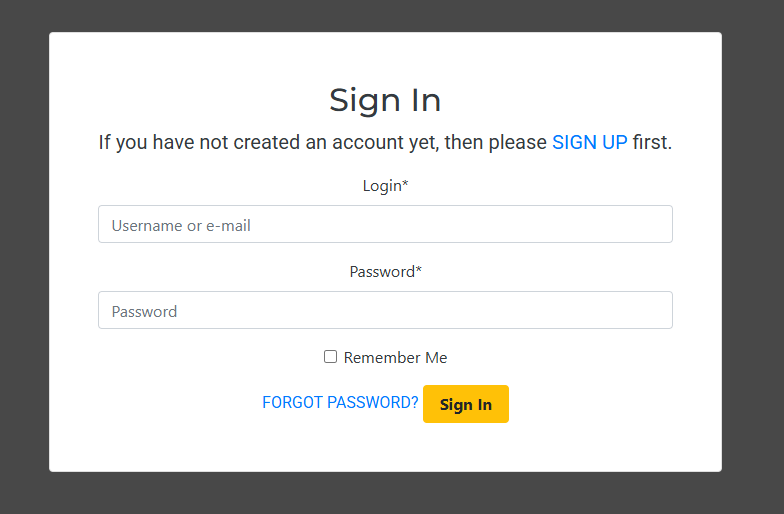 Sign In
If you have not created an account yet, then please SIGN UP first.
Login*
Username or e-mail
Password*
Password
Remember Me
FORGOT PASSWORD? Sign In